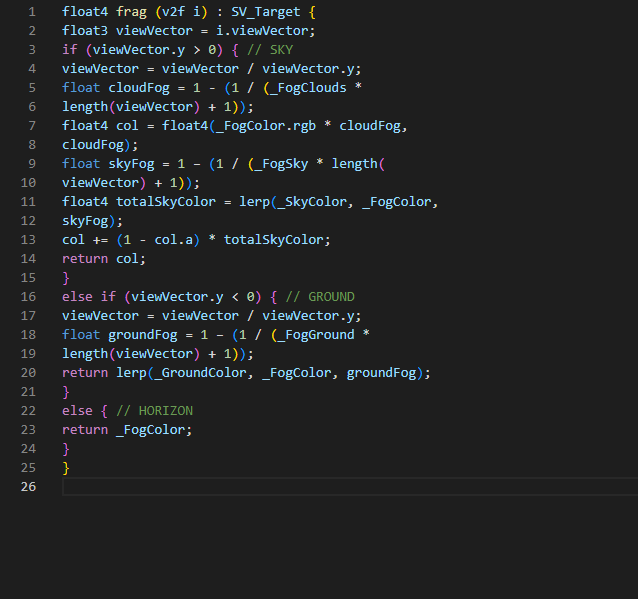 1 float4 frag (v2f i) : SV_Target {
2 float3 viewVector = i.viewVector;
3 if (viewVector.y > 0) { // SKY
4 viewVector = viewVector / viewVector.y;
5 float cloudFog = 1 - (1 / (_FogClouds *
6 length(viewVector) + 1));
7 float4 col = float4(_FogColor.rgb * cloudFog,
8 cloudFog);
9 float skyFog = 1 – (1 / (_FogSky * length(
10 viewVector) + 1));
11 float4 totalSkyColor = lerp(_SkyColor, _FogColor,
12 skyFog);
13 col += (1 - col.a) * totalSkyColor;
14 return col;
15 }
16 else if (viewVector.y < 0) { // GROUND
17 viewVector = viewVector / viewVector.y;
18 float groundFog = 1 – (1 / (_FogGround *
19 length(viewVector) + 1));
20 return lerp(_GroundColor, _FogColor, groundFog);
21 }
22 else { // HORIZON
23 return _FogColor;
24 }
25 }
26